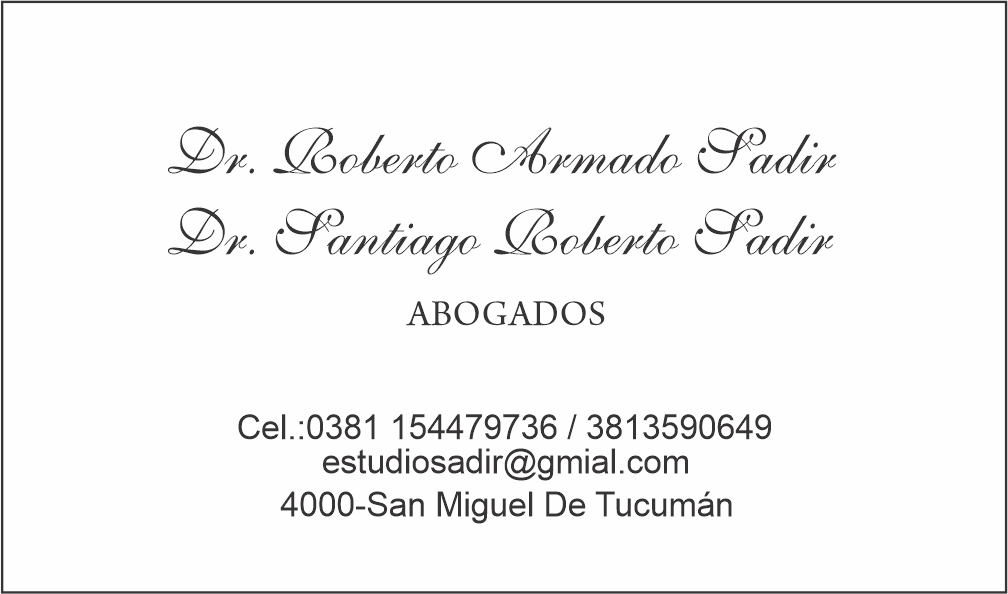 Dr. Roberto Armado Sadir
Dr. Santiago Roberto Sadir
ABOGADOS
Cel.:0381 154479736 / 3813590649
estudiosadir@gmial.com
4000-San Miguel De Tucumán